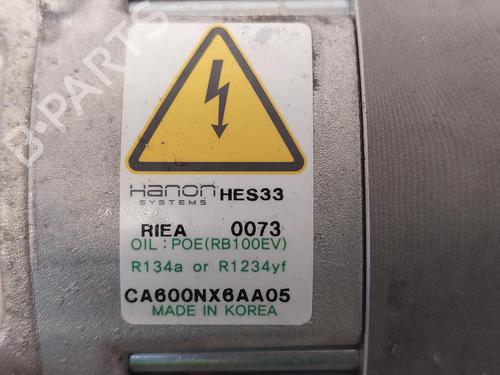 B-PARTS
Hanon SYSTEMS HES33
RIEA 0073
OIL : POE(RB100EV)
R134a or R1234yf
CA600NX6AA05
MADE IN KOREA